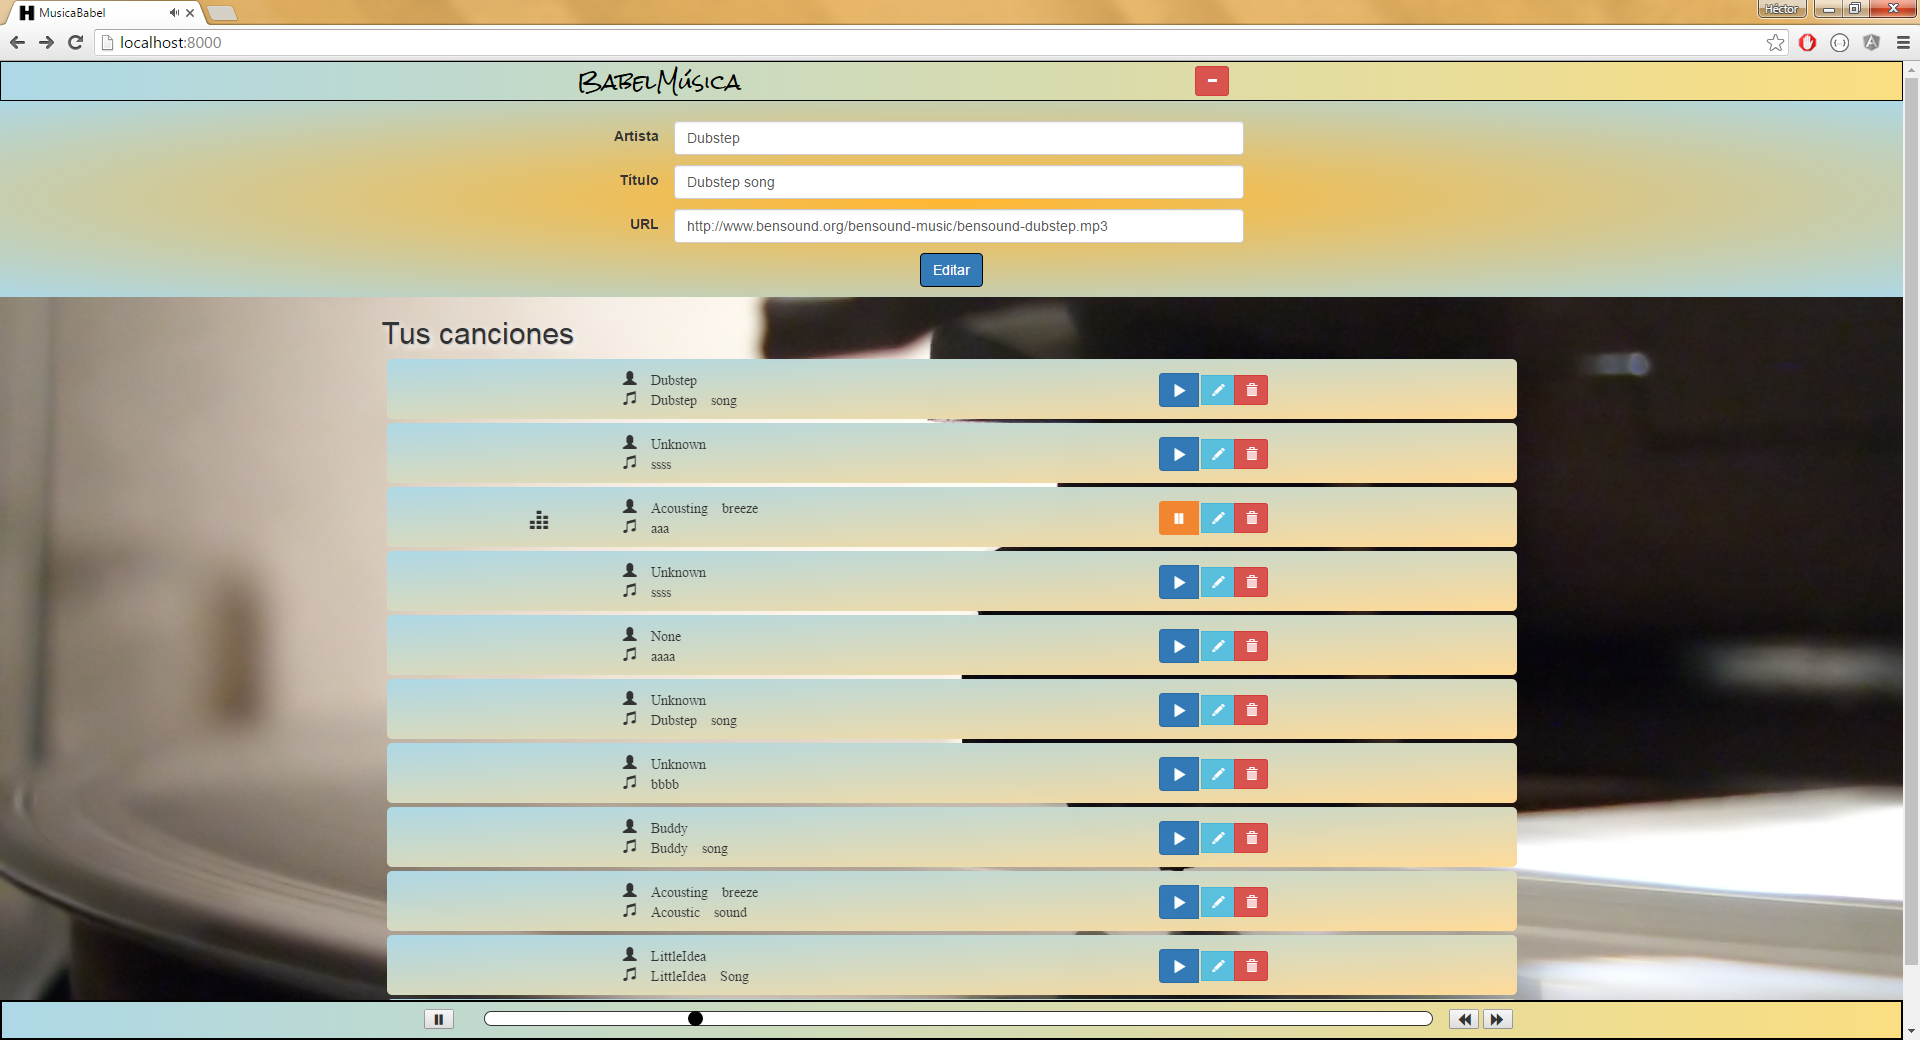 MusicaBabel
Héctor
localhost:8000
BabelMúsica
Artista
Dubstep
Título
Dubstep song
URL
http://www.bensound.org/bensound-music/bensound-dubstep.mp3
Editar
Tus canciones
Dubstep
Dubstep song
Unknown
ssss
Acousting breeze
aaa
Unknown
ssss
None
aaaa
Unknown
Dubstep song
Unknown
bbbb
Buddy
Buddy song
Acousting breeze
Acoustic sound
LittleIdea
LittleIdea Song